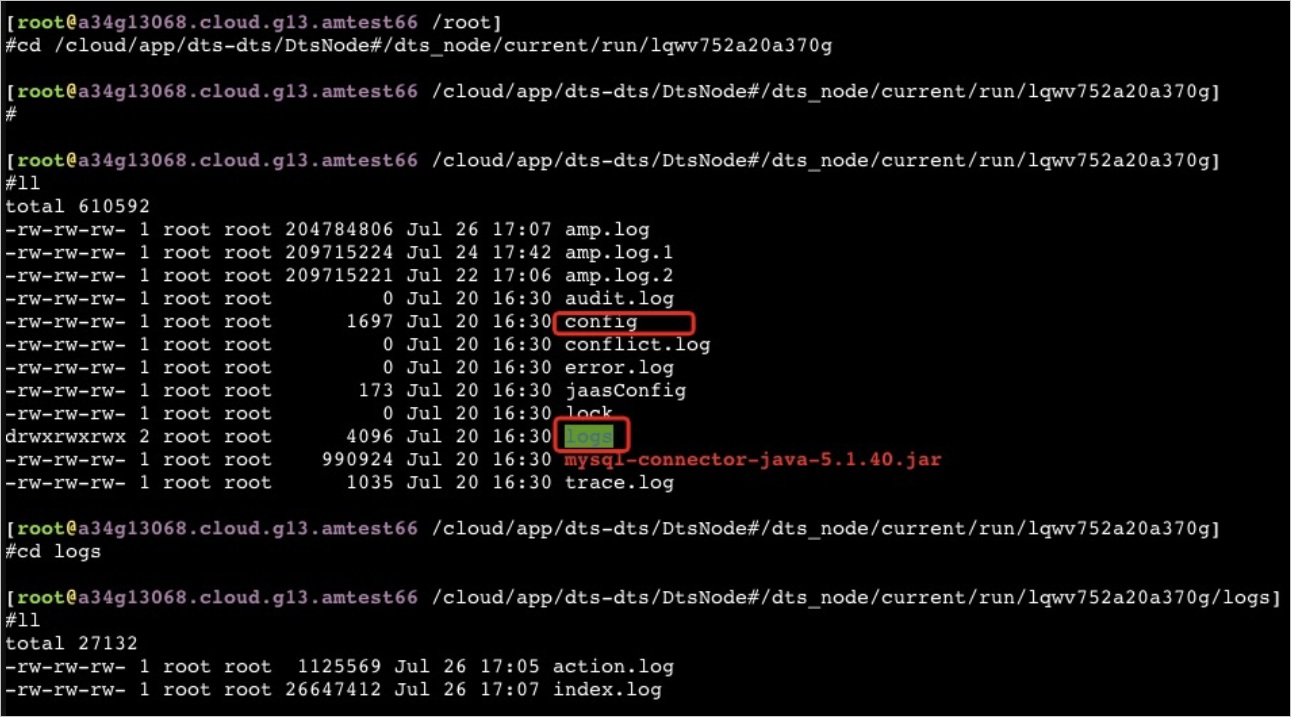 [root@a34g13068.cloud.g13.amtest66 /root]
#cd /cloud/app/dts-dts/DtsNode#/dts_node/current/run/lqwv752a20a370g
[root@a34g13068.cloud.g13.amtest66 /cloud/app/dts-dts/DtsNode#/dts_node/current/run/lqwv752a20a370g]
#
[root@a34g13068.cloud.g13.amtest66 /cloud/app/dts-dts/DtsNode#/dts_node/current/run/lqwv752a20a370g]
#ll
total 610592
-rw-rw-rw- 1 root root 204784806 Jul 26 17:07 amp.log
-rw-rw-rw- 1 root root 209715224 Jul 24 17:42 amp.log.1
-rw-rw-rw- 1 root root 209715221 Jul 22 17:06 amp.log.2
-rw-rw-rw- 1 root root         0 Jul 20 16:30 audit.log
-rw-rw-rw- 1 root root      1697 Jul 20 16:30 config
-rw-rw-rw- 1 root root         0 Jul 20 16:30 conflict.log
-rw-rw-rw- 1 root root         0 Jul 20 16:30 error.log
-rw-rw-rw- 1 root root       173 Jul 20 16:30 jaasConfig
-rw-rw-rw- 1 root root         0 Jul 20 16:30 lock
drwxrwxrwx 2 root root      4096 Jul 20 16:30 logs
-rw-rw-rw- 1 root root    990924 Jul 20 16:30 mysql-connector-java-5.1.40.jar
-rw-rw-rw- 1 root root      1035 Jul 20 16:30 trace.log
[root@a34g13068.cloud.g13.amtest66 /cloud/app/dts-dts/DtsNode#/dts_node/current/run/lqwv752a20a370g]
#cd logs
[root@a34g13068.cloud.g13.amtest66 /cloud/app/dts-dts/DtsNode#/dts_node/current/run/lqwv752a20a370g/logs]
#ll
total 27132
-rw-rw-rw- 1 root root  1125569 Jul 26 17:05 action.log
-rw-rw-rw- 1 root root 26647412 Jul 26 17:07 index.log